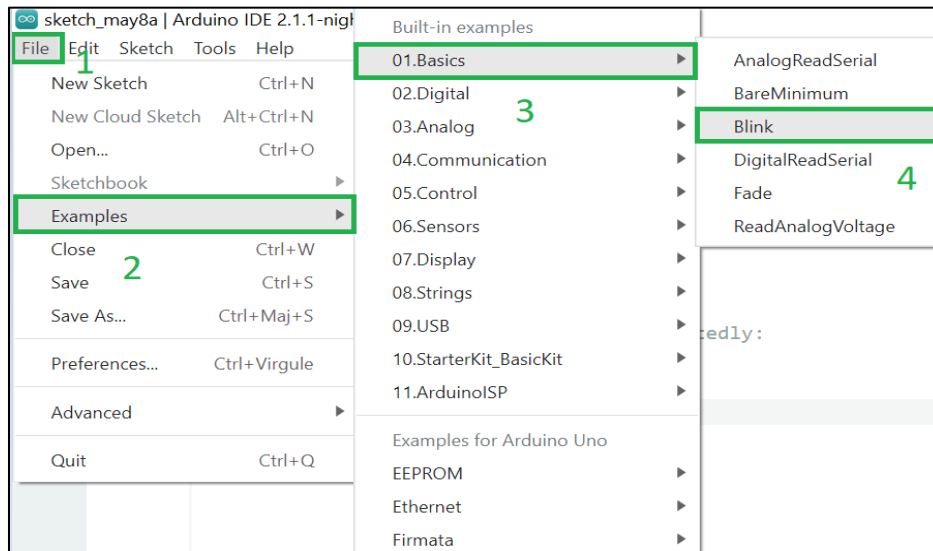 sketch_may8a | Arduino IDE 2.1.1-nigh
File Edit Sketch Tools Help
1
New Sketch Ctrl+N
New Cloud Sketch Alt+Ctrl+N
Open... Ctrl+O
Sketchbook
Examples
Close Ctrl+W
2
Save Ctrl+S
Save As... Ctrl+Maj+S
Preferences... Ctrl+Virgule
Advanced
Quit Ctrl+Q
Built-in examples
01.Basics
02.Digital
3
03.Analog
04.Communication
05.Control
06.Sensors
07.Display
08.Strings
09.USB
10.StarterKit_BasicKit
11.ArduinoISP
Examples for Arduino Uno
EEPROM
Ethernet
Firmata
AnalogReadSerial
BareMinimum
Blink
DigitalReadSerial
4
Fade
ReadAnalogVoltage
edly: